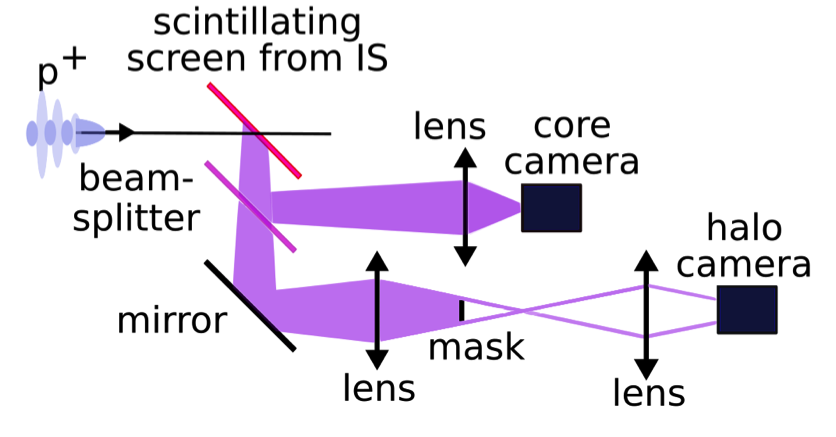 scintillating
screen from IS
p+
lens
core
camera
beam-
splitter
halo
camera
mirror
mask
lens
lens